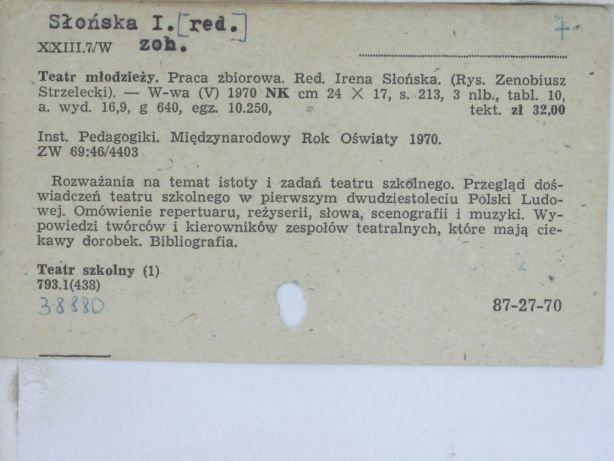 Słońska I. [red.] 7
XXIII.7/W zoh.
Teatr młodzieży. Praca zbiorowa. Red. Irena Słońska. (Rys. Zenobiusz
Strzelecki). — W-wa (V) 1970 NK cm 24 X 17, s. 213, 3 nlb., tabl. 10,
a. wyd. 16,9, g 640, egz. 10.250, tekt. zł 32,00
Inst. Pedagogiki. Międzynarodowy Rok Oświaty 1970.
ZW 69:46/4403
Rozważania na temat istoty i zadań teatru szkolnego. Przegląd doś-
wiadczeń teatru szkolnego w pierwszym dwudziestoleciu Polski Ludo-
wej. Omówienie repertuaru, reżyserii, słowa, scenografii i muzyki. Wy-
powiedzi twórców i kierowników zespołów teatralnych, które mają cie-
kawy dorobek. Bibliografia.
Teatr szkolny (1)
793.1(438)
38880 87-27-70